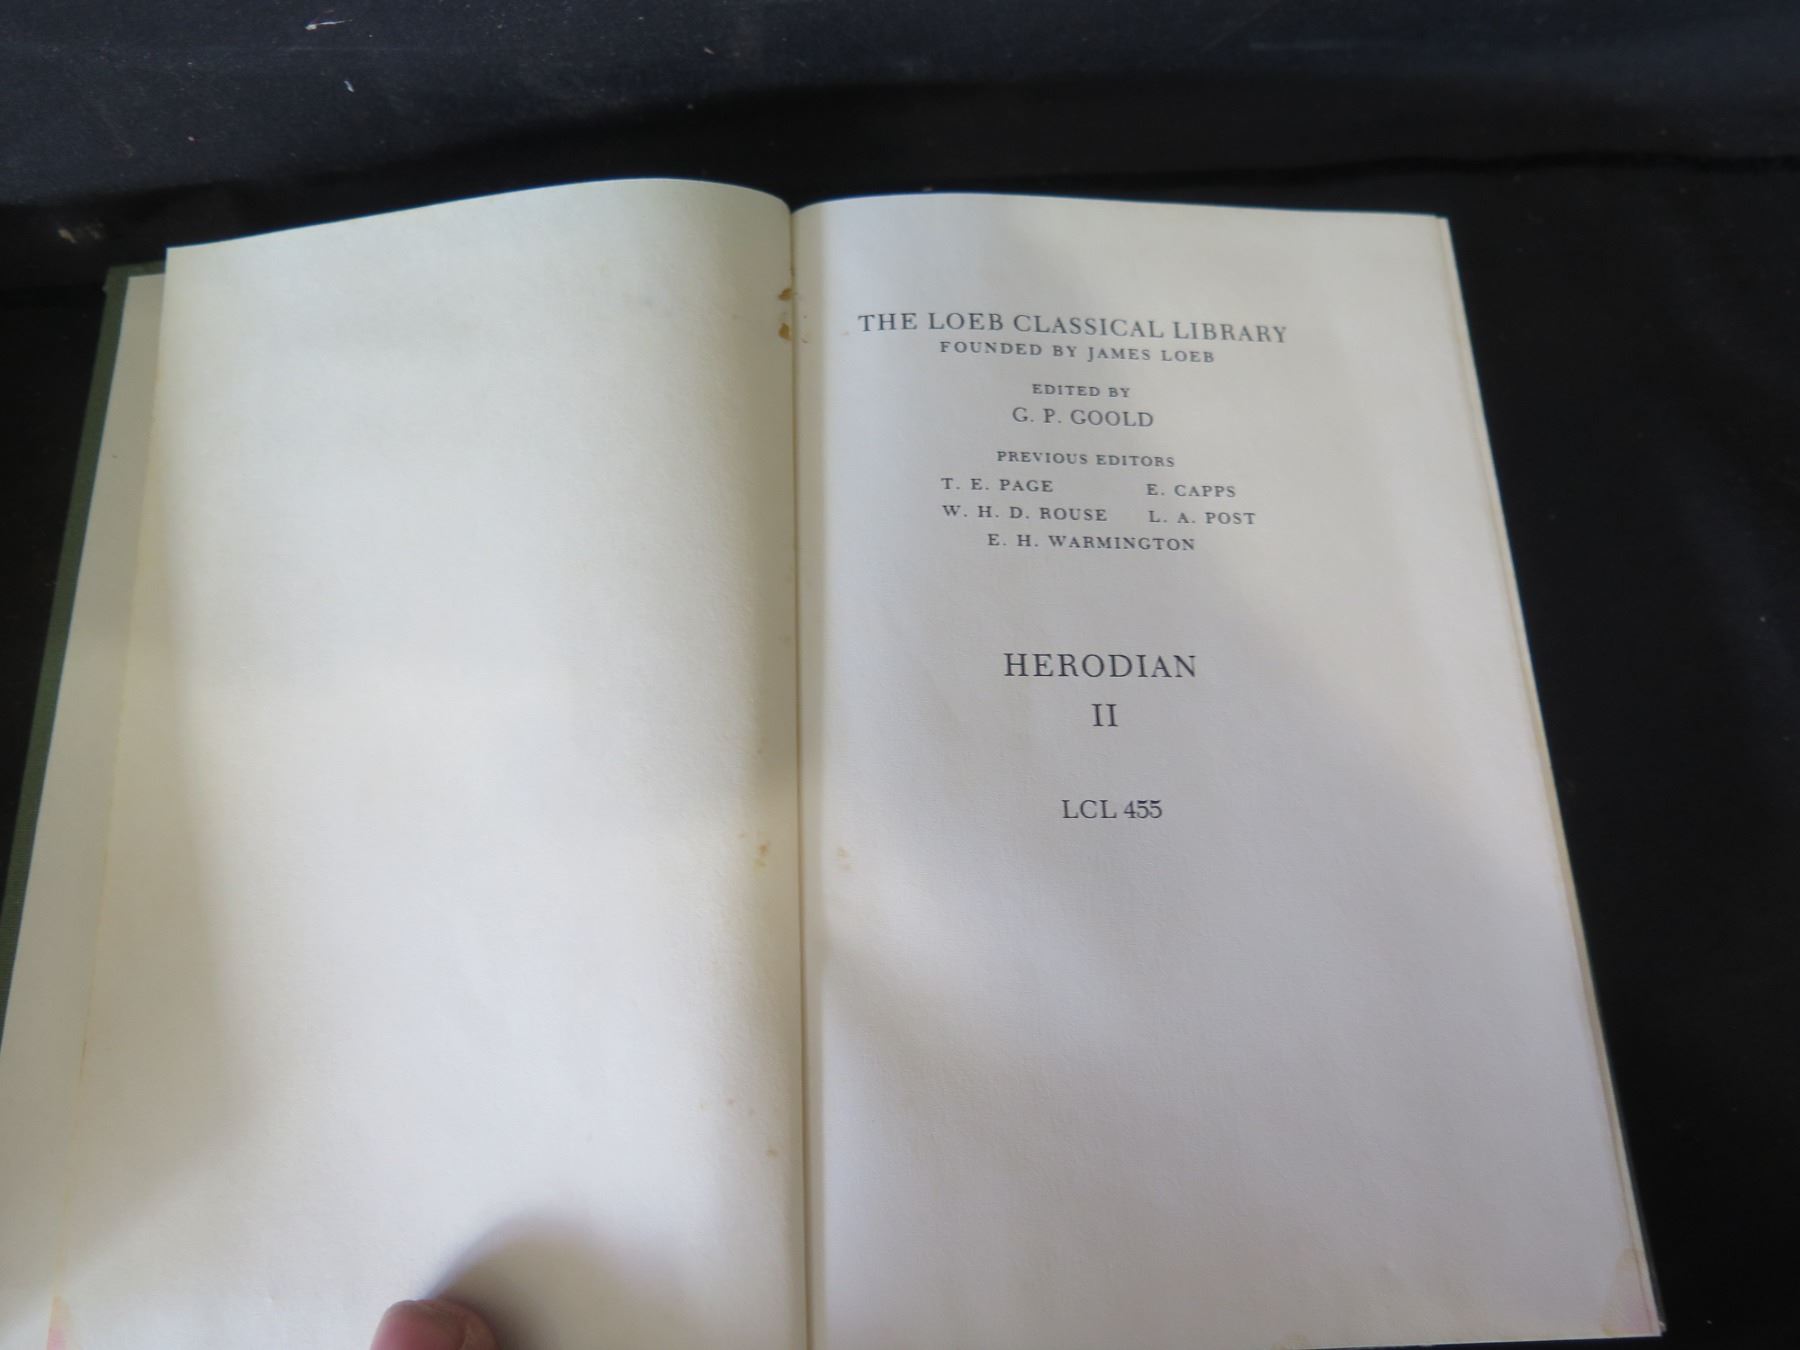 THE LOEB CLASSICAL LIBRARY
FOUNDED BY JAMES LOEB
EDITED BY
G. P. GOOLD
PREVIOUS EDITORS
T. E. PAGE E. CAPPS
W. H. D. ROUSE L. A. POST
E. H. WARMINGTON
HERODIAN
II
LCL 455